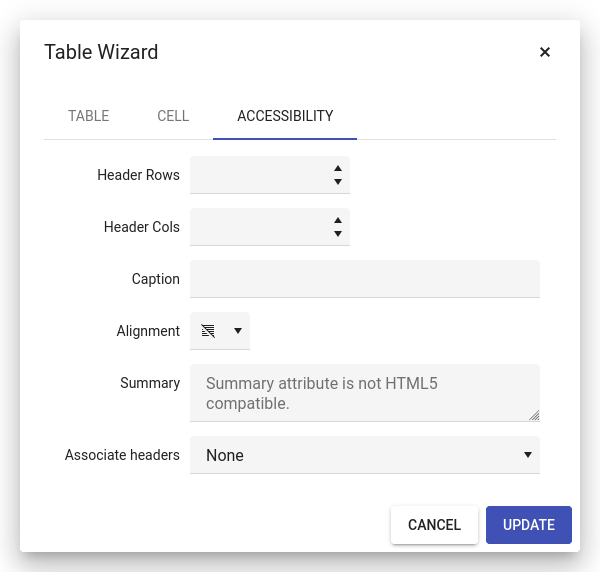 Table Wizard
TABLE CELL ACCESSIBILITY
Header Rows
Header Cols
Caption
Alignment
Summary
Summary attribute is not HTML5
compatible.
Associate headers None
CANCEL UPDATE